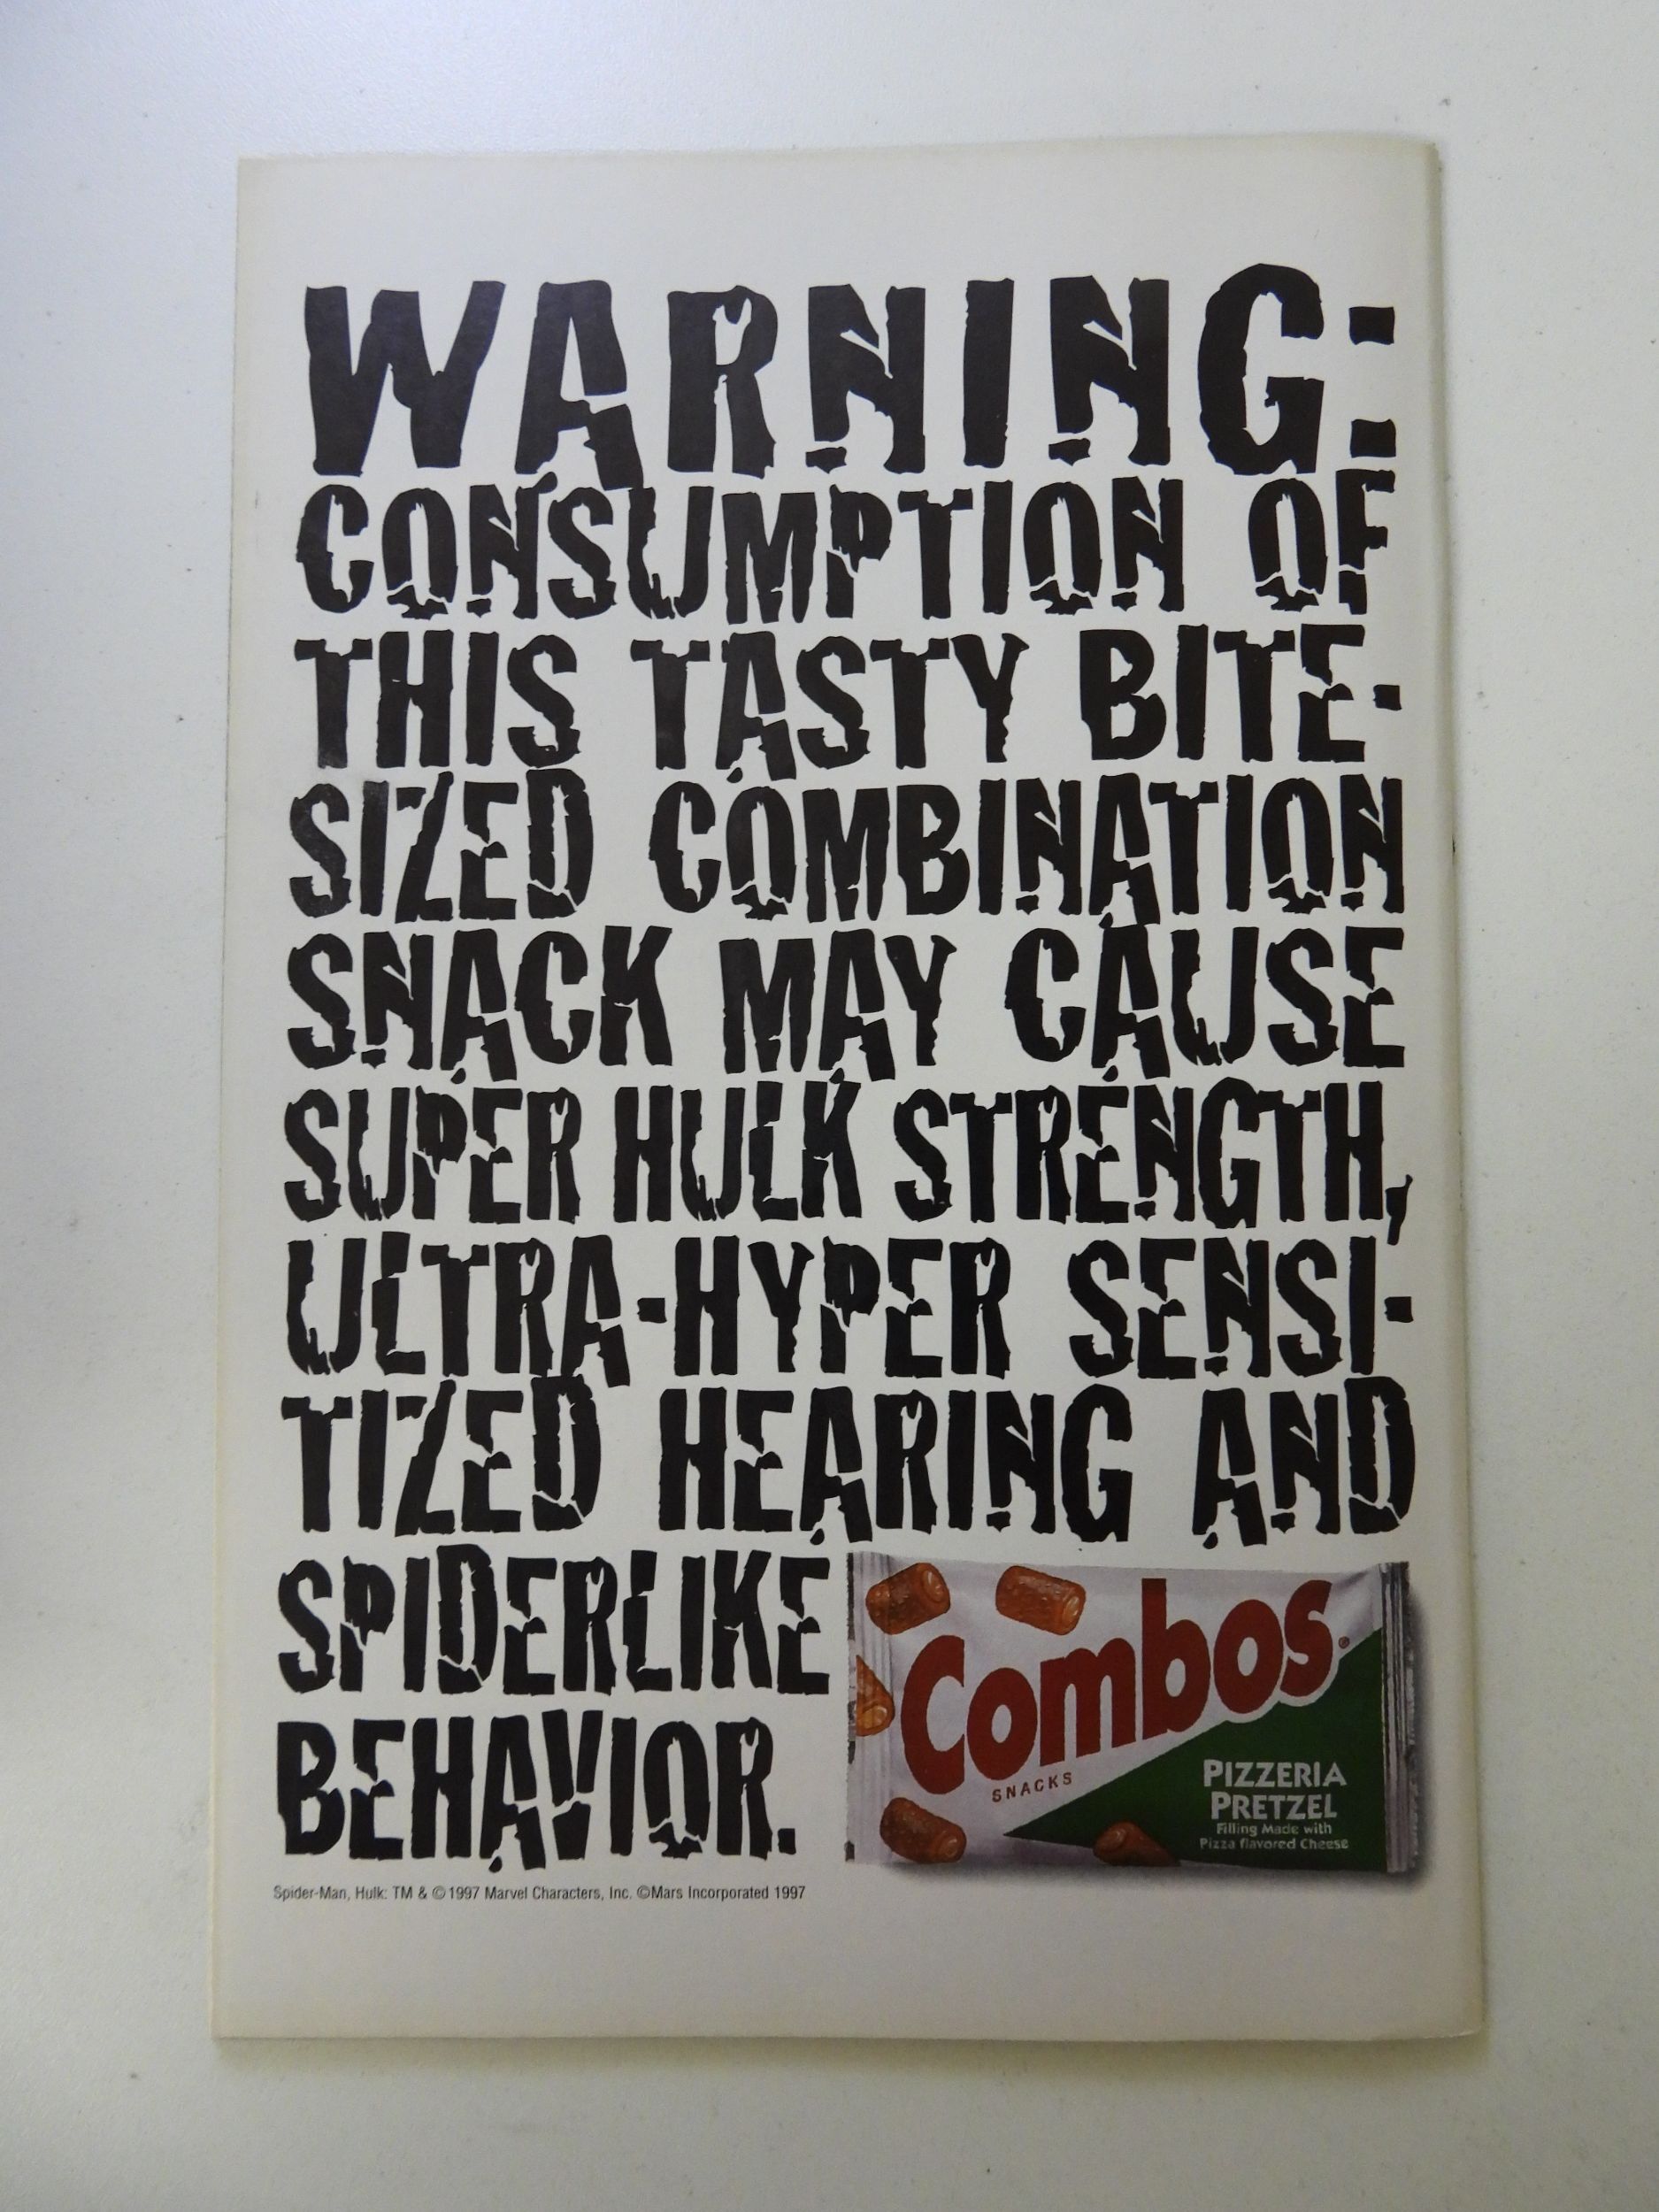 WARNING:
CONSUMPTION OF
THIS TASTY BITE-
SIZED COMBINATION
SNACK MAY CAUSE
SUPER HULK STRENGTH,
ULTRA-HYPER SENSI-
TIZED HEARING AND
SPIDERLIKE
BEHAVIOR.
Combos®
SNACKS
PIZZERIA
PRETZEL
Filling Made with
Pizza flavored Cheese
Spider-Man, Hulk: TM & ©1997 Marvel Characters, Inc. ©Mars Incorporated 1997